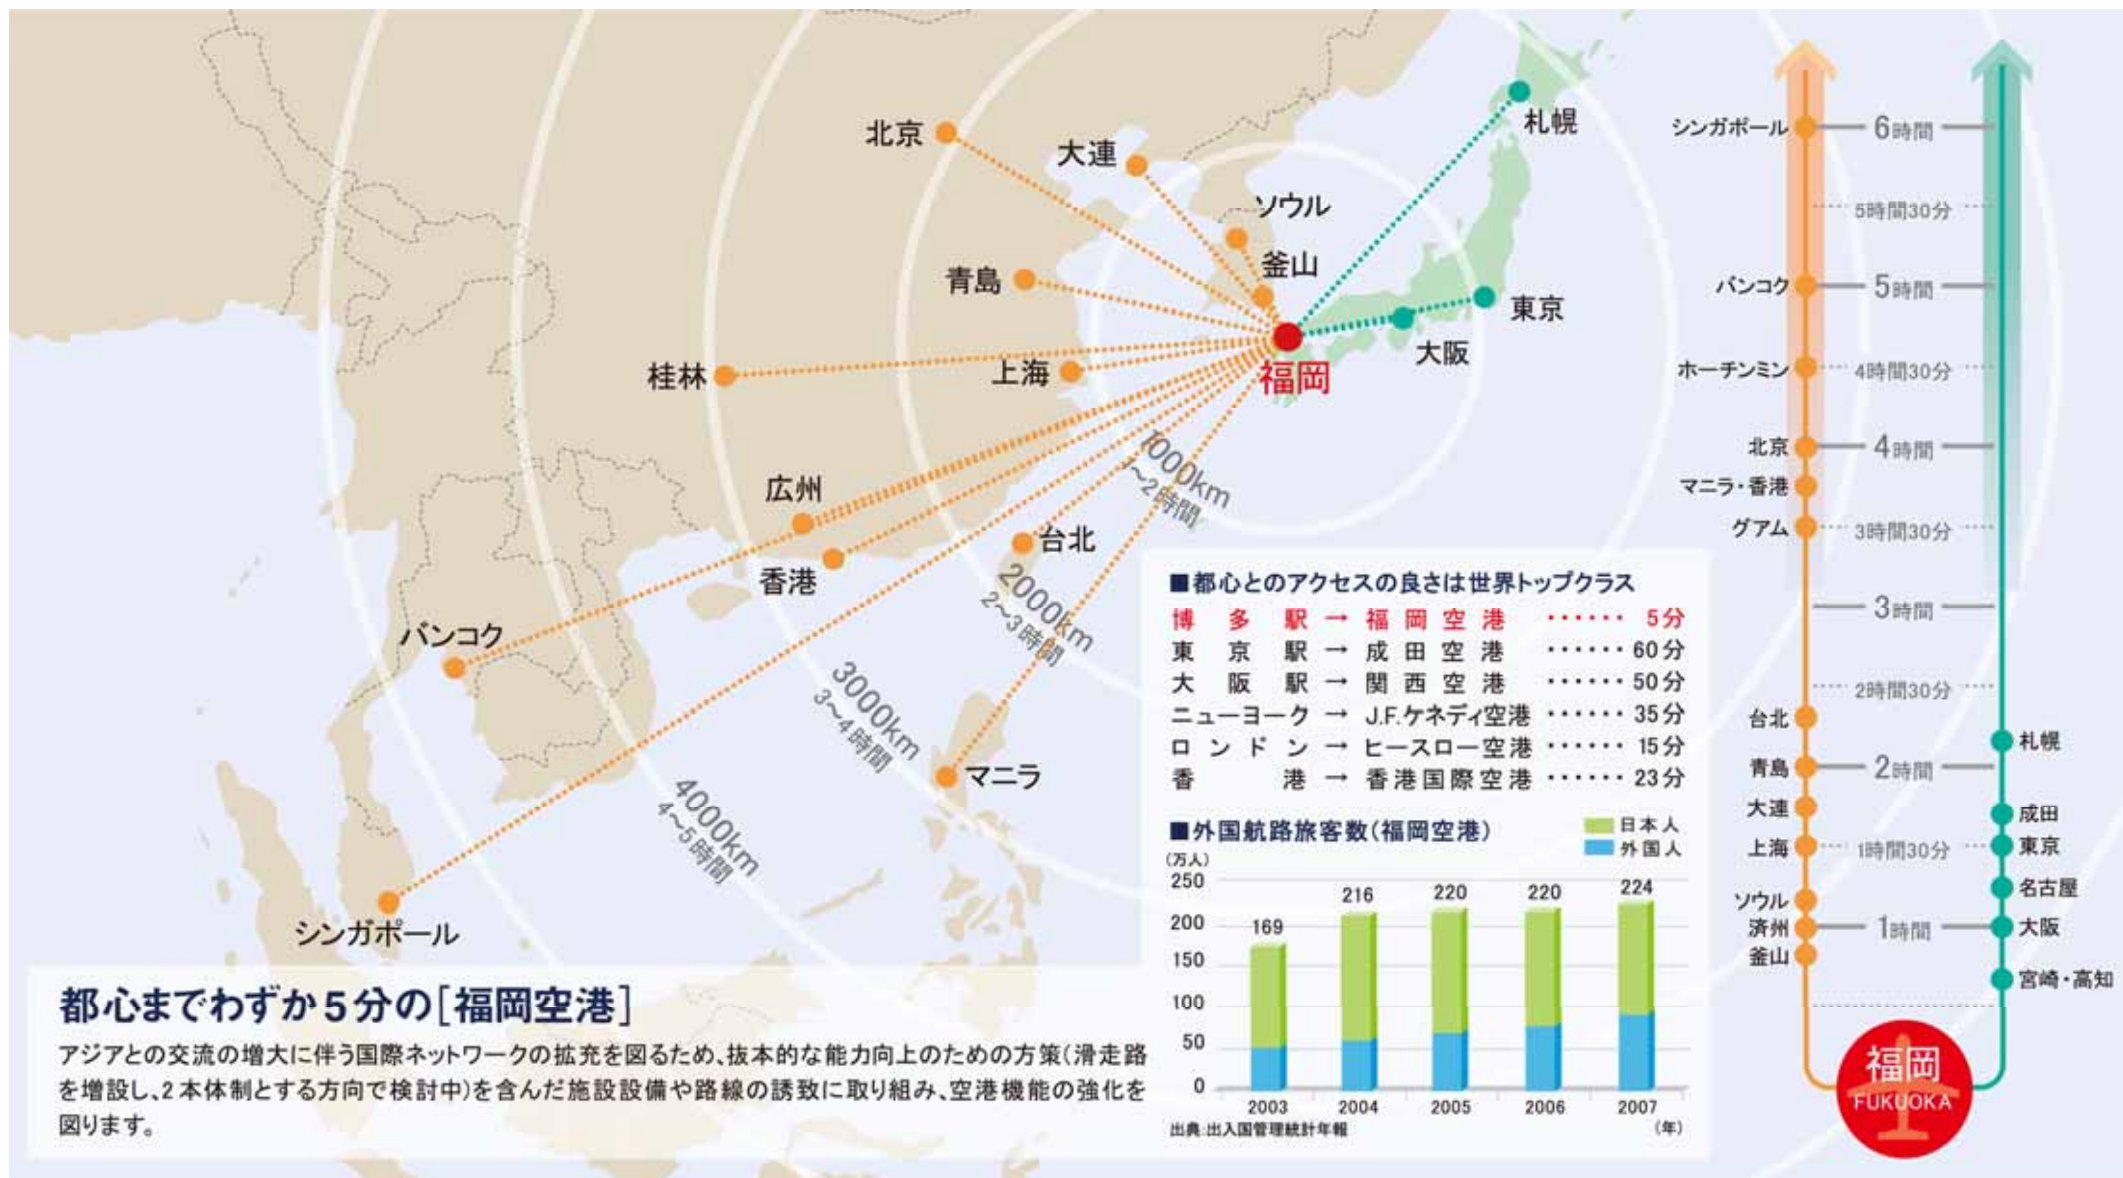 北京
大連
ソウル
釜山
青島
上海
桂林
広州
香港
台北
バンコク
マニラ
シンガポール
福岡
札幌
東京
大阪
1000km
1〜2時間
2000km
2〜3時間
3000km
3〜4時間
4000km
4〜5時間
都心までわずか5分の[福岡空港]
アジアとの交流の増大に伴う国際ネットワークの拡充を図るため、抜本的な能力向上のための方策(滑走路
を増設し、2本体制とする方向で検討中)を含んだ施設設備や路線の誘致に取り組み、空港機能の強化を
図ります。
■都心とのアクセスの良さは世界トップクラス
博多駅→福岡空港 ‥‥‥ 5分
東京駅→成田空港 ‥‥‥ 60分
大阪駅→関西空港 ‥‥‥ 50分
ニューヨーク→J.F.ケネディ空港 ‥‥‥ 35分
ロンドン→ヒースロー空港 ‥‥‥ 15分
香港→香港国際空港 ‥‥‥ 23分
■外国航路旅客数(福岡空港)
日本人
外国人
(万人)
250
200
150
100
50
0
169
216
220
220
224
2003 2004 2005 2006 2007
(年)
出典:出入国管理統計年報
シンガポール 6時間
5時間30分
バンコク 5時間
ホーチンミン 4時間30分
北京 4時間
マニラ・香港
グアム 3時間30分
3時間
2時間30分
台北
札幌
青島 2時間
大連
成田
上海 1時間30分 東京
名古屋
ソウル
済州 1時間 大阪
釜山
宮崎・高知
福岡
FUKUOKA